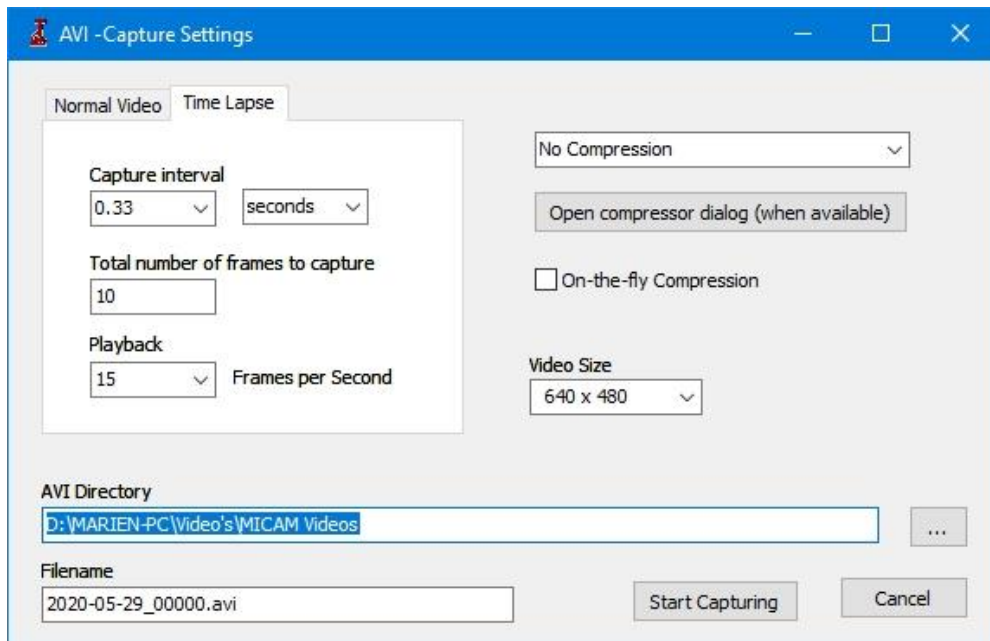 AVI -Capture Settings
Normal Video
Time Lapse
Capture interval
0.33
seconds
Total number of frames to capture
10
Playback
15
Frames per Second
No Compression
Open compressor dialog (when available)
On-the-fly Compression
Video Size
640 x 480
AVI Directory
D:\MARIEN-PC\Video's\MICAM Videos
...
Filename
2020-05-29_00000.avi
Start Capturing
Cancel